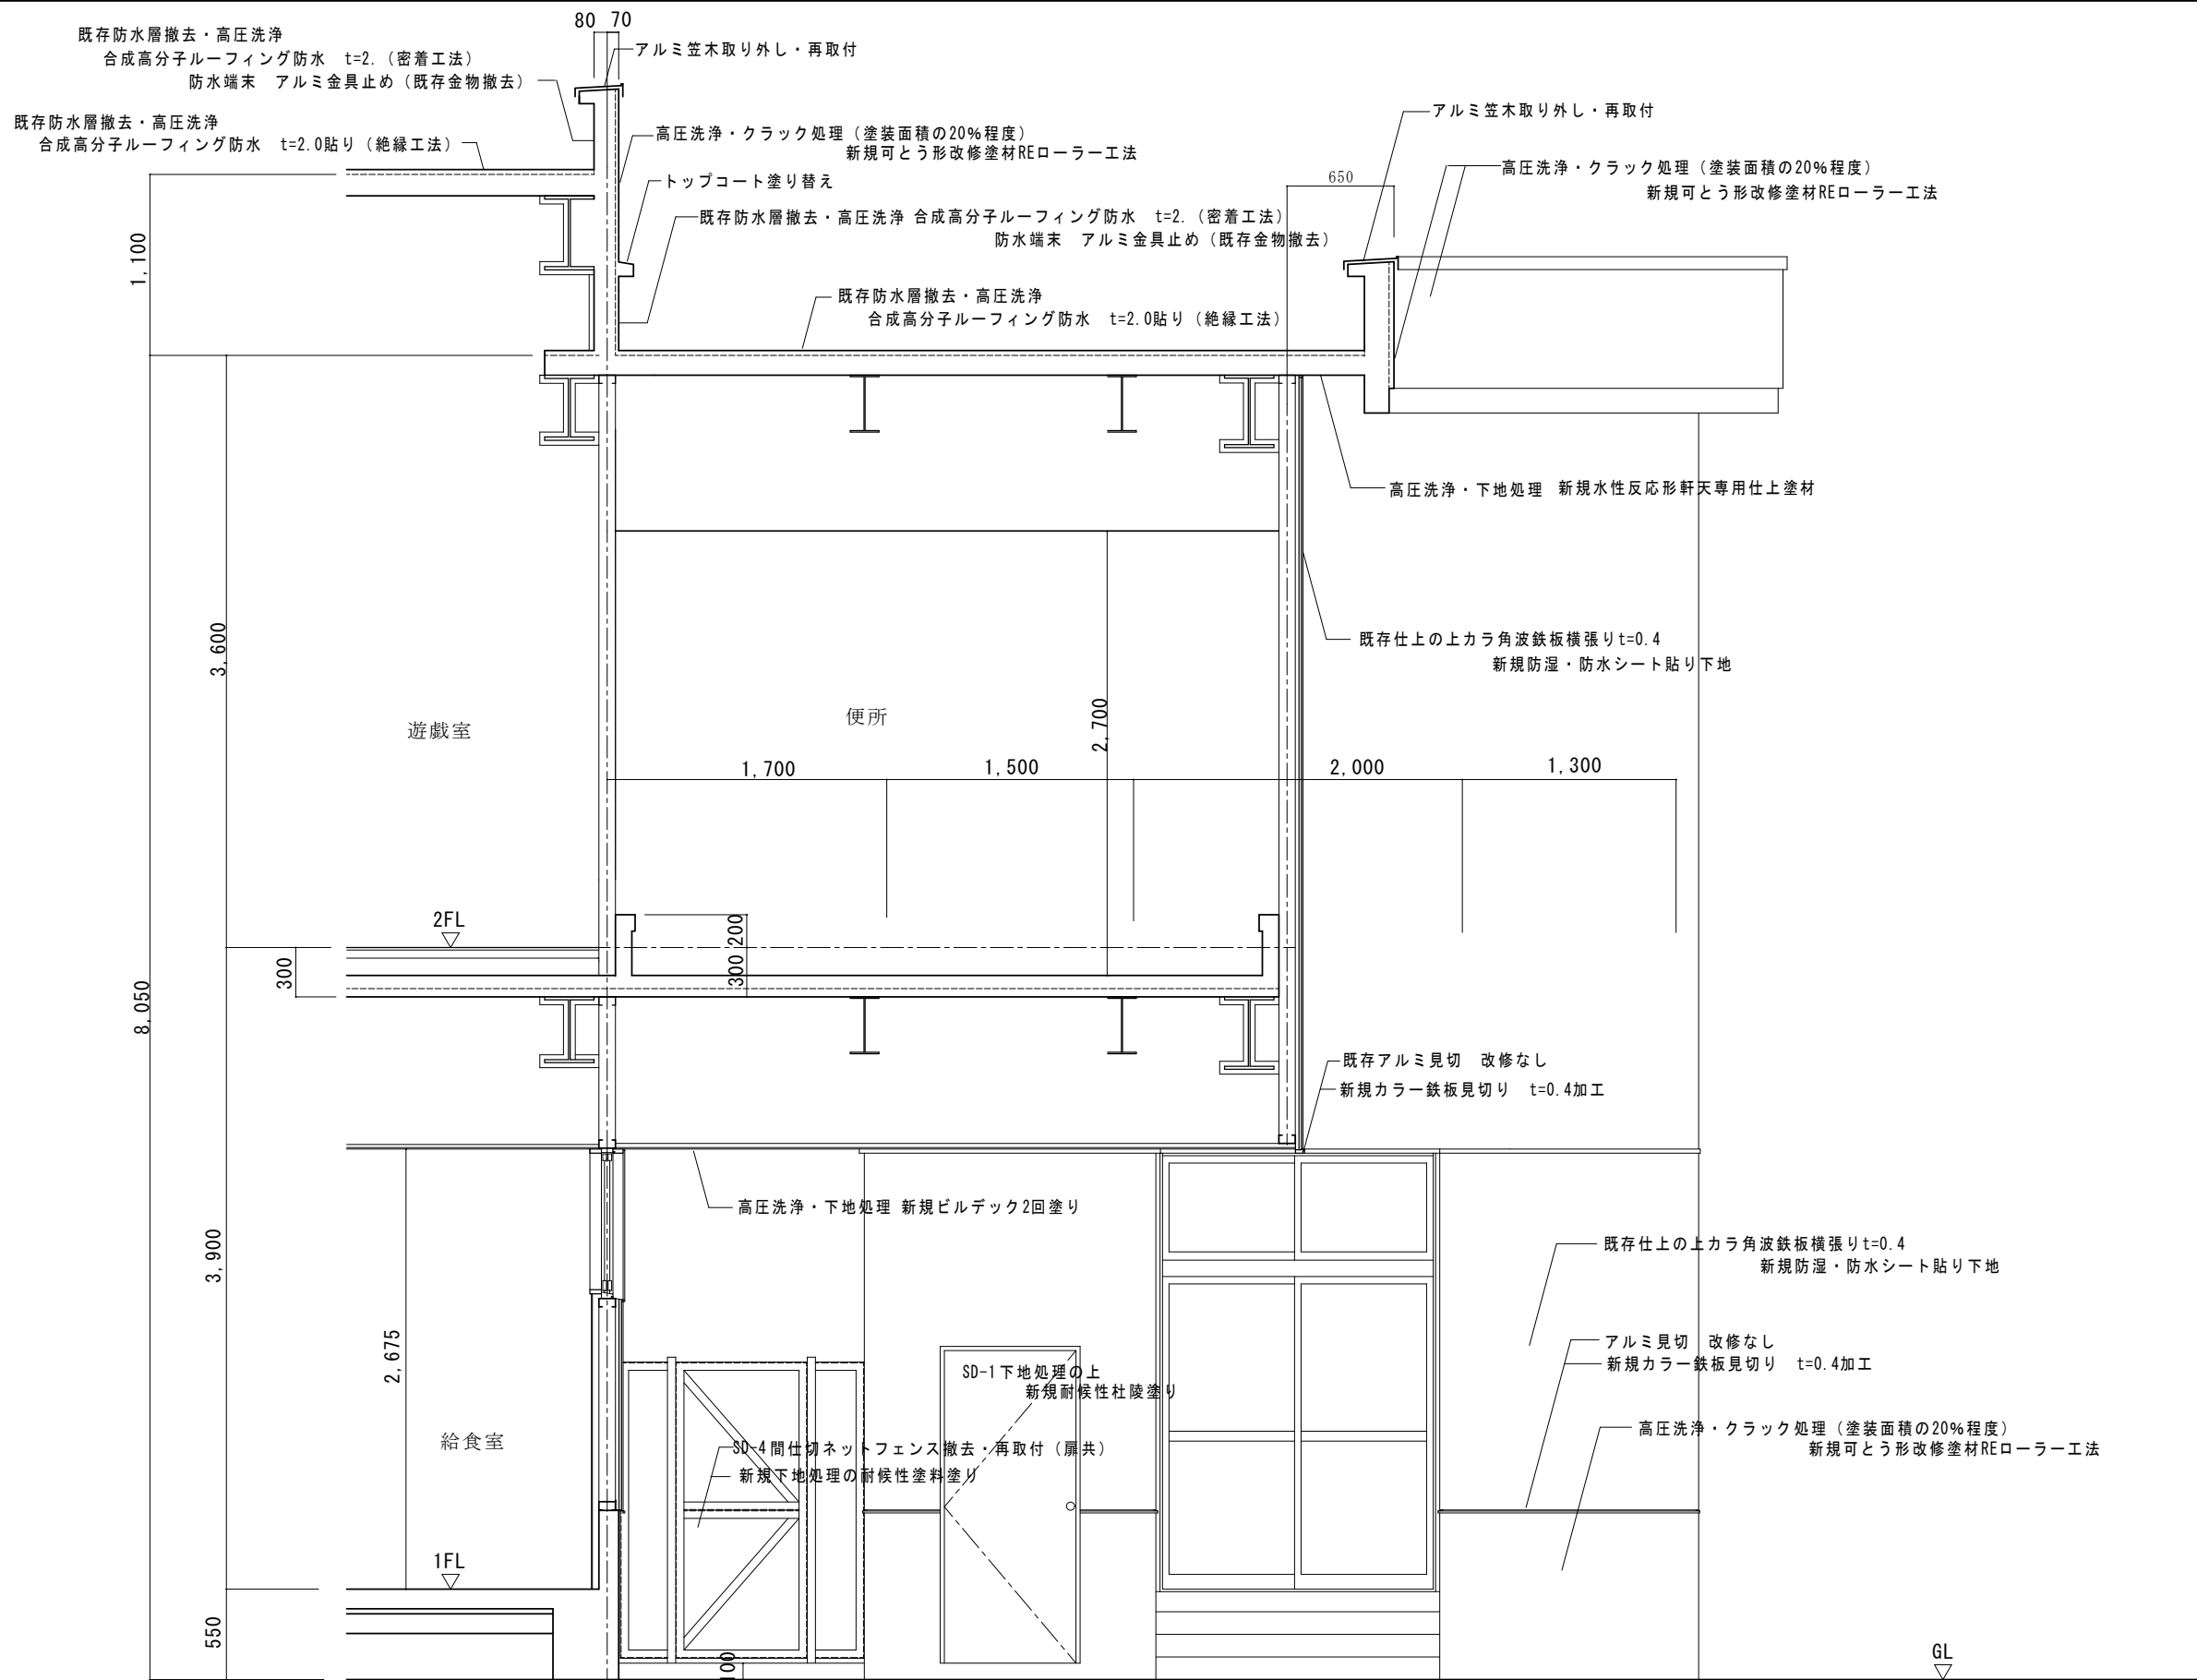 80 70
既存防水層撤去・高圧洗浄
合成高分子ルーフィング防水　t=2.（密着工法）
防水端末　アルミ金具止め（既存金物撤去）
アルミ笠木取り外し・再取付
既存防水層撤去・高圧洗浄
合成高分子ルーフィング防水　t=2.0貼り（絶縁工法）
高圧洗浄・クラック処理（塗装面積の20%程度）
新規可とう形改修塗材REローラー工法
トップコート塗り替え
既存防水層撤去・高圧洗浄 合成高分子ルーフィング防水　t=2.（密着工法）
防水端末　アルミ金具止め（既存金物撤去）
既存防水層撤去・高圧洗浄
合成高分子ルーフィング防水　t=2.0貼り（絶縁工法）
アルミ笠木取り外し・再取付
高圧洗浄・クラック処理（塗装面積の20%程度）
新規可とう形改修塗材REローラー工法
650
1,100
高圧洗浄・下地処理　新規水性反応形軒天専用仕上塗材
3,600
既存仕上の上カラ角波鉄板横張りt=0.4
新規防湿・防水シート貼り下地
遊戯室
便所
2,700
1,700
1,500
2,000
1,300
2FL
300
300 200
8,050
既存アルミ見切　改修なし
新規カラー鉄板見切り　t=0.4加工
高圧洗浄・下地処理 新規ビルデック2回塗り
3,900
2,675
既存仕上の上カラ角波鉄板横張りt=0.4
新規防湿・防水シート貼り下地
アルミ見切　改修なし
新規カラー鉄板見切り　t=0.4加工
SD-1下地処理の上
新規耐候性杜陵塗り
給食室
SD-4間仕切ネットフェンス撤去・再取付（扉共）
新規下地処理の耐候性塗料塗り
高圧洗浄・クラック処理（塗装面積の20%程度）
新規可とう形改修塗材REローラー工法
1FL
550
100
GL